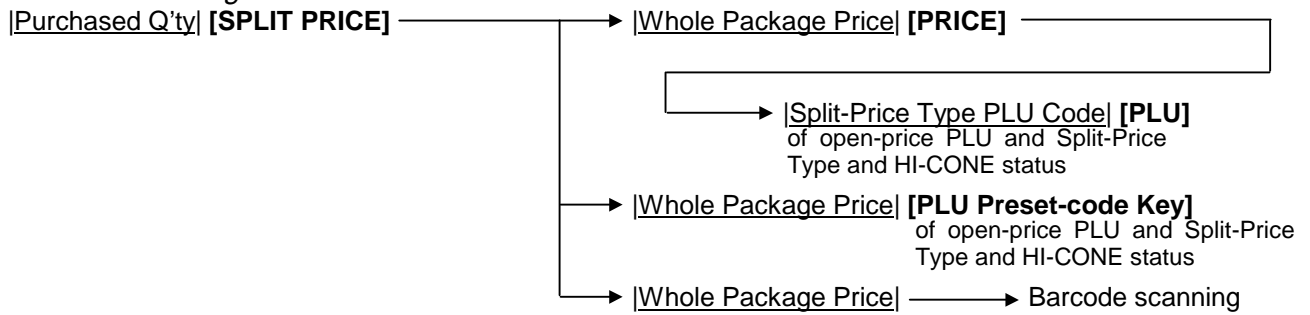 |Purchased Q'ty| [SPLIT PRICE]
|Whole Package Price| [PRICE]
|Split-Price Type PLU Code| [PLU]
of open-price PLU and Split-Price
Type and HI-CONE status
|Whole Package Price| [PLU Preset-code Key]
of open-price PLU and Split-Price
Type and HI-CONE status
|Whole Package Price|
Barcode scanning